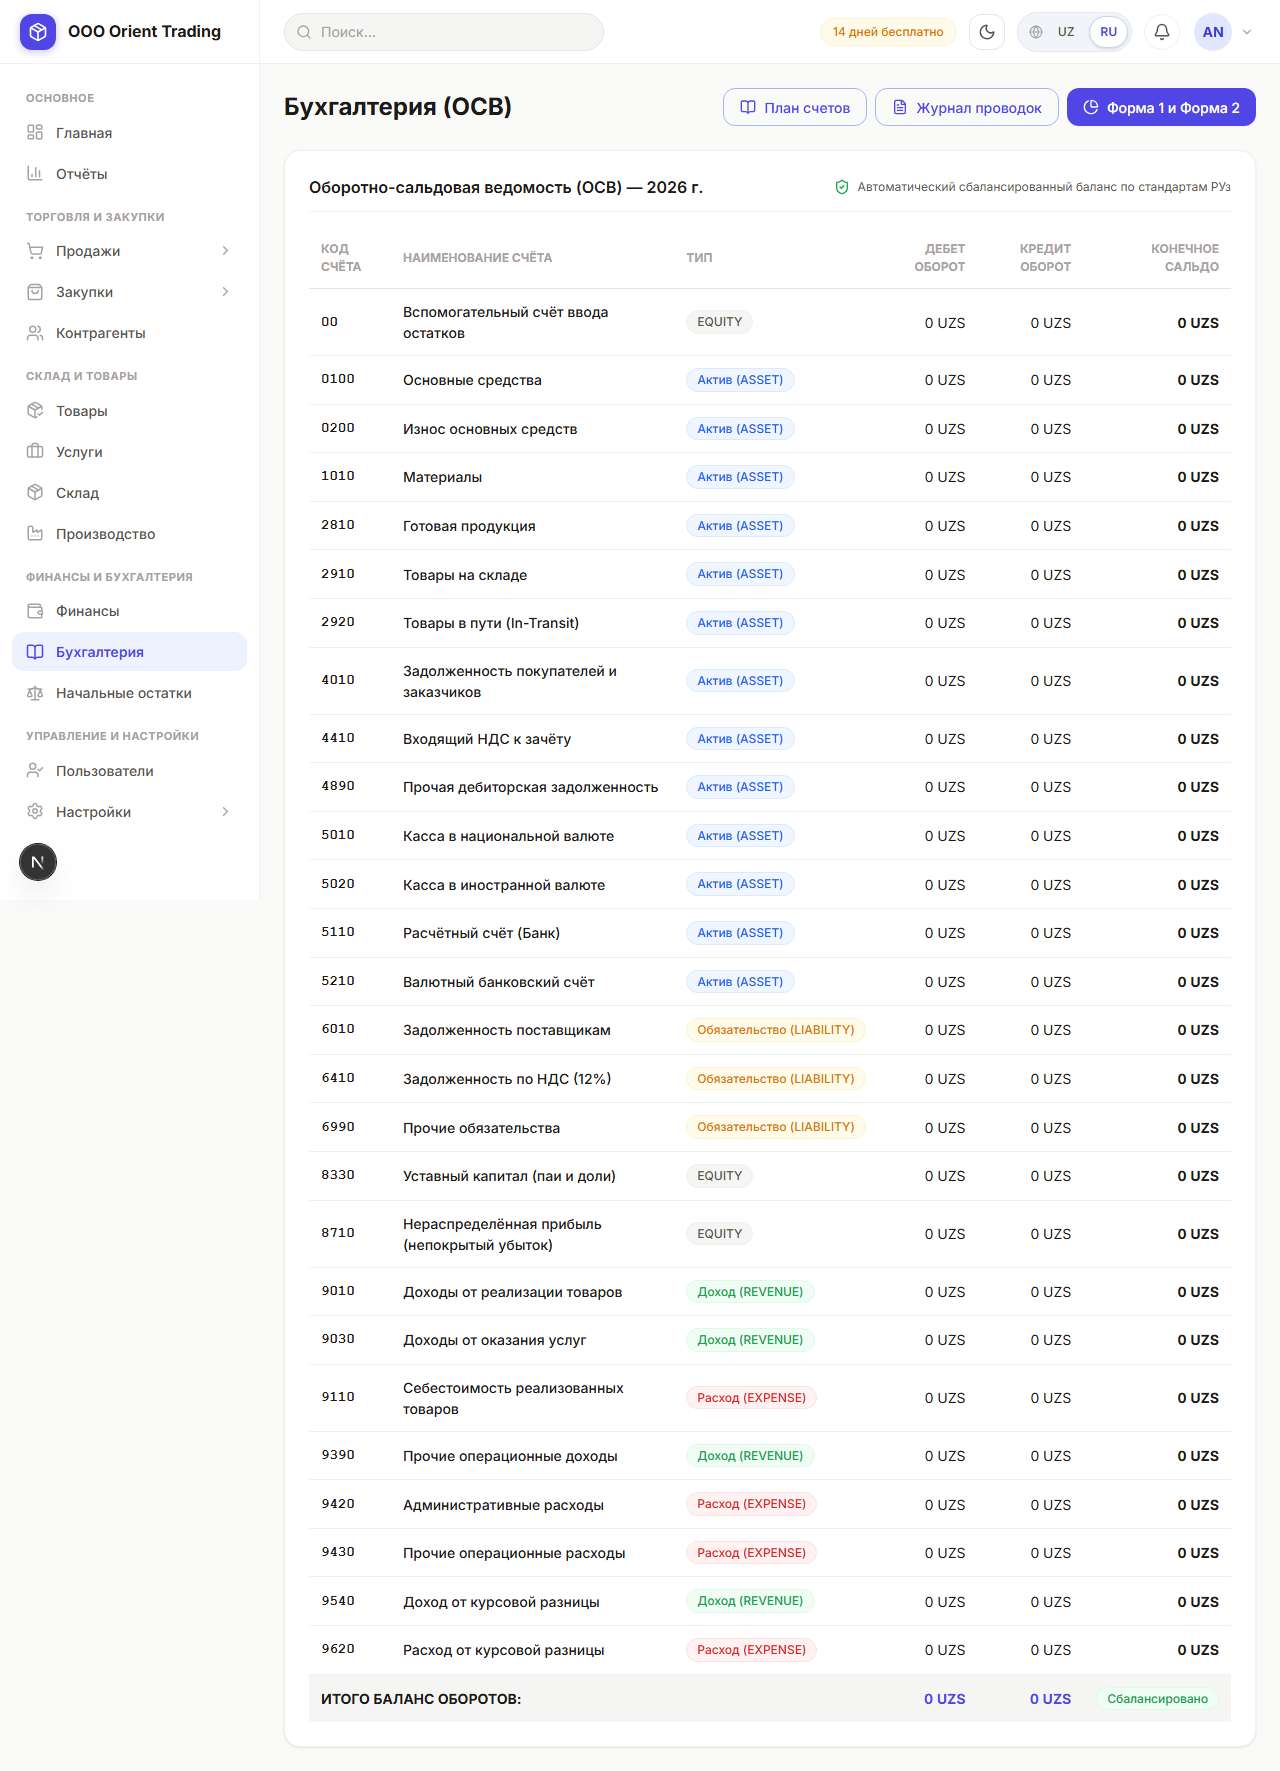 ООО Orient Trading
Поиск...
14 дней бесплатно
UZ
RU
AN
ОСНОВНОЕ
Главная
Отчёты
ТОРГОВЛЯ И ЗАКУПКИ
Продажи
Закупки
Контрагенты
СКЛАД И ТОВАРЫ
Товары
Услуги
Склад
Производство
ФИНАНСЫ И БУХГАЛТЕРИЯ
Финансы
Бухгалтерия
Начальные остатки
УПРАВЛЕНИЕ И НАСТРОЙКИ
Пользователи
Настройки
N
Бухгалтерия (ОСВ)
План счетов
Журнал проводок
Форма 1 и Форма 2
Оборотно-сальдовая ведомость (ОСВ) — 2026 г.
Автоматический сбалансированный баланс по стандартам РУз
КОД СЧЁТА НАИМЕНОВАНИЕ СЧЁТА ТИП ДЕБЕТ ОБОРОТ КРЕДИТ ОБОРОТ КОНЕЧНОЕ САЛЬДО
00 Вспомогательный счёт ввода остатков EQUITY 0 UZS 0 UZS 0 UZS
0100 Основные средства Актив (ASSET) 0 UZS 0 UZS 0 UZS
0200 Износ основных средств Актив (ASSET) 0 UZS 0 UZS 0 UZS
1010 Материалы Актив (ASSET) 0 UZS 0 UZS 0 UZS
2810 Готовая продукция Актив (ASSET) 0 UZS 0 UZS 0 UZS
2910 Товары на складе Актив (ASSET) 0 UZS 0 UZS 0 UZS
2920 Товары в пути (In-Transit) Актив (ASSET) 0 UZS 0 UZS 0 UZS
4010 Задолженность покупателей и заказчиков Актив (ASSET) 0 UZS 0 UZS 0 UZS
4410 Входящий НДС к зачёту Актив (ASSET) 0 UZS 0 UZS 0 UZS
4890 Прочая дебиторская задолженность Актив (ASSET) 0 UZS 0 UZS 0 UZS
5010 Касса в национальной валюте Актив (ASSET) 0 UZS 0 UZS 0 UZS
5020 Касса в иностранной валюте Актив (ASSET) 0 UZS 0 UZS 0 UZS
5110 Расчётный счёт (Банк) Актив (ASSET) 0 UZS 0 UZS 0 UZS
5210 Валютный банковский счёт Актив (ASSET) 0 UZS 0 UZS 0 UZS
6010 Задолженность поставщикам Обязательство (LIABILITY) 0 UZS 0 UZS 0 UZS
6410 Задолженность по НДС (12%) Обязательство (LIABILITY) 0 UZS 0 UZS 0 UZS
6990 Прочие обязательства Обязательство (LIABILITY) 0 UZS 0 UZS 0 UZS
8330 Уставный капитал (паи и доли) EQUITY 0 UZS 0 UZS 0 UZS
8710 Нераспределённая прибыль (непокрытый убыток) EQUITY 0 UZS 0 UZS 0 UZS
9010 Доходы от реализации товаров Доход (REVENUE) 0 UZS 0 UZS 0 UZS
9030 Доходы от оказания услуг Доход (REVENUE) 0 UZS 0 UZS 0 UZS
9110 Себестоимость реализованных товаров Расход (EXPENSE) 0 UZS 0 UZS 0 UZS
9390 Прочие операционные доходы Доход (REVENUE) 0 UZS 0 UZS 0 UZS
9420 Административные расходы Расход (EXPENSE) 0 UZS 0 UZS 0 UZS
9430 Прочие операционные расходы Расход (EXPENSE) 0 UZS 0 UZS 0 UZS
9540 Доход от курсовой разницы Доход (REVENUE) 0 UZS 0 UZS 0 UZS
9620 Расход от курсовой разницы Расход (EXPENSE) 0 UZS 0 UZS 0 UZS
ИТОГО БАЛАНС ОБОРОТОВ: 0 UZS 0 UZS Сбалансировано